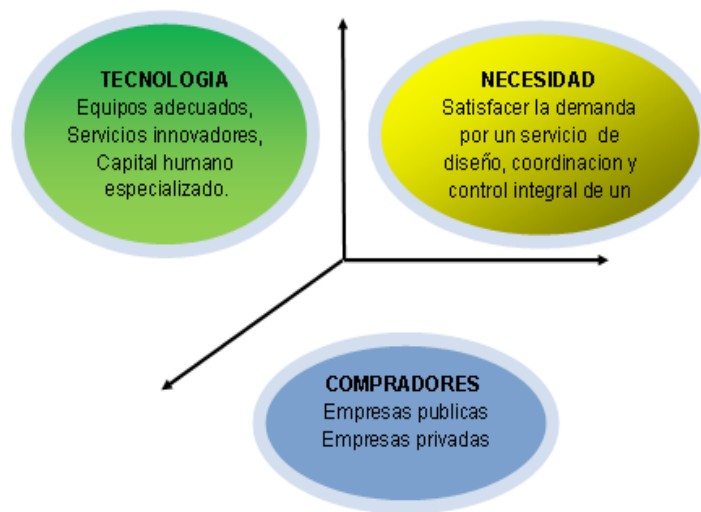 TECNOLOGIA
Equipos adecuados,
Servicios innovadores,
Capital humano
especializado.
NECESIDAD
Satisfacer la demanda
por un servicio de
diseño, coordinacion y
control integral de un
COMPRADORES
Empresas publicas
Empresas privadas